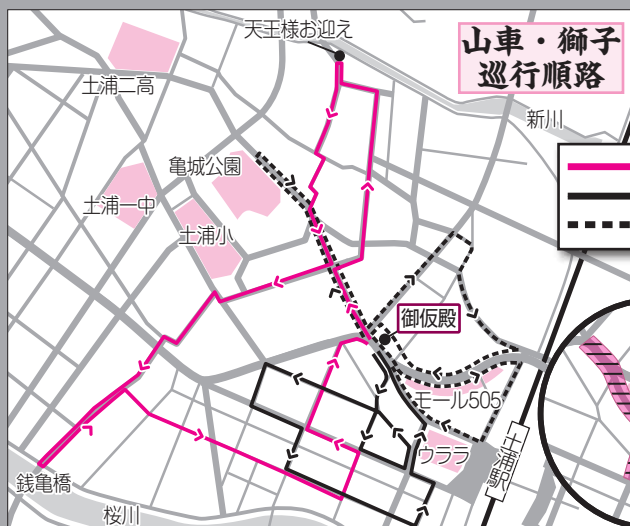 天王様お迎え
山車・獅子
巡行順路
土浦二高
新川
亀城公園
土浦一中
土浦小
御仮殿
モール505
ウララ
土浦駅
銭亀橋
桜川